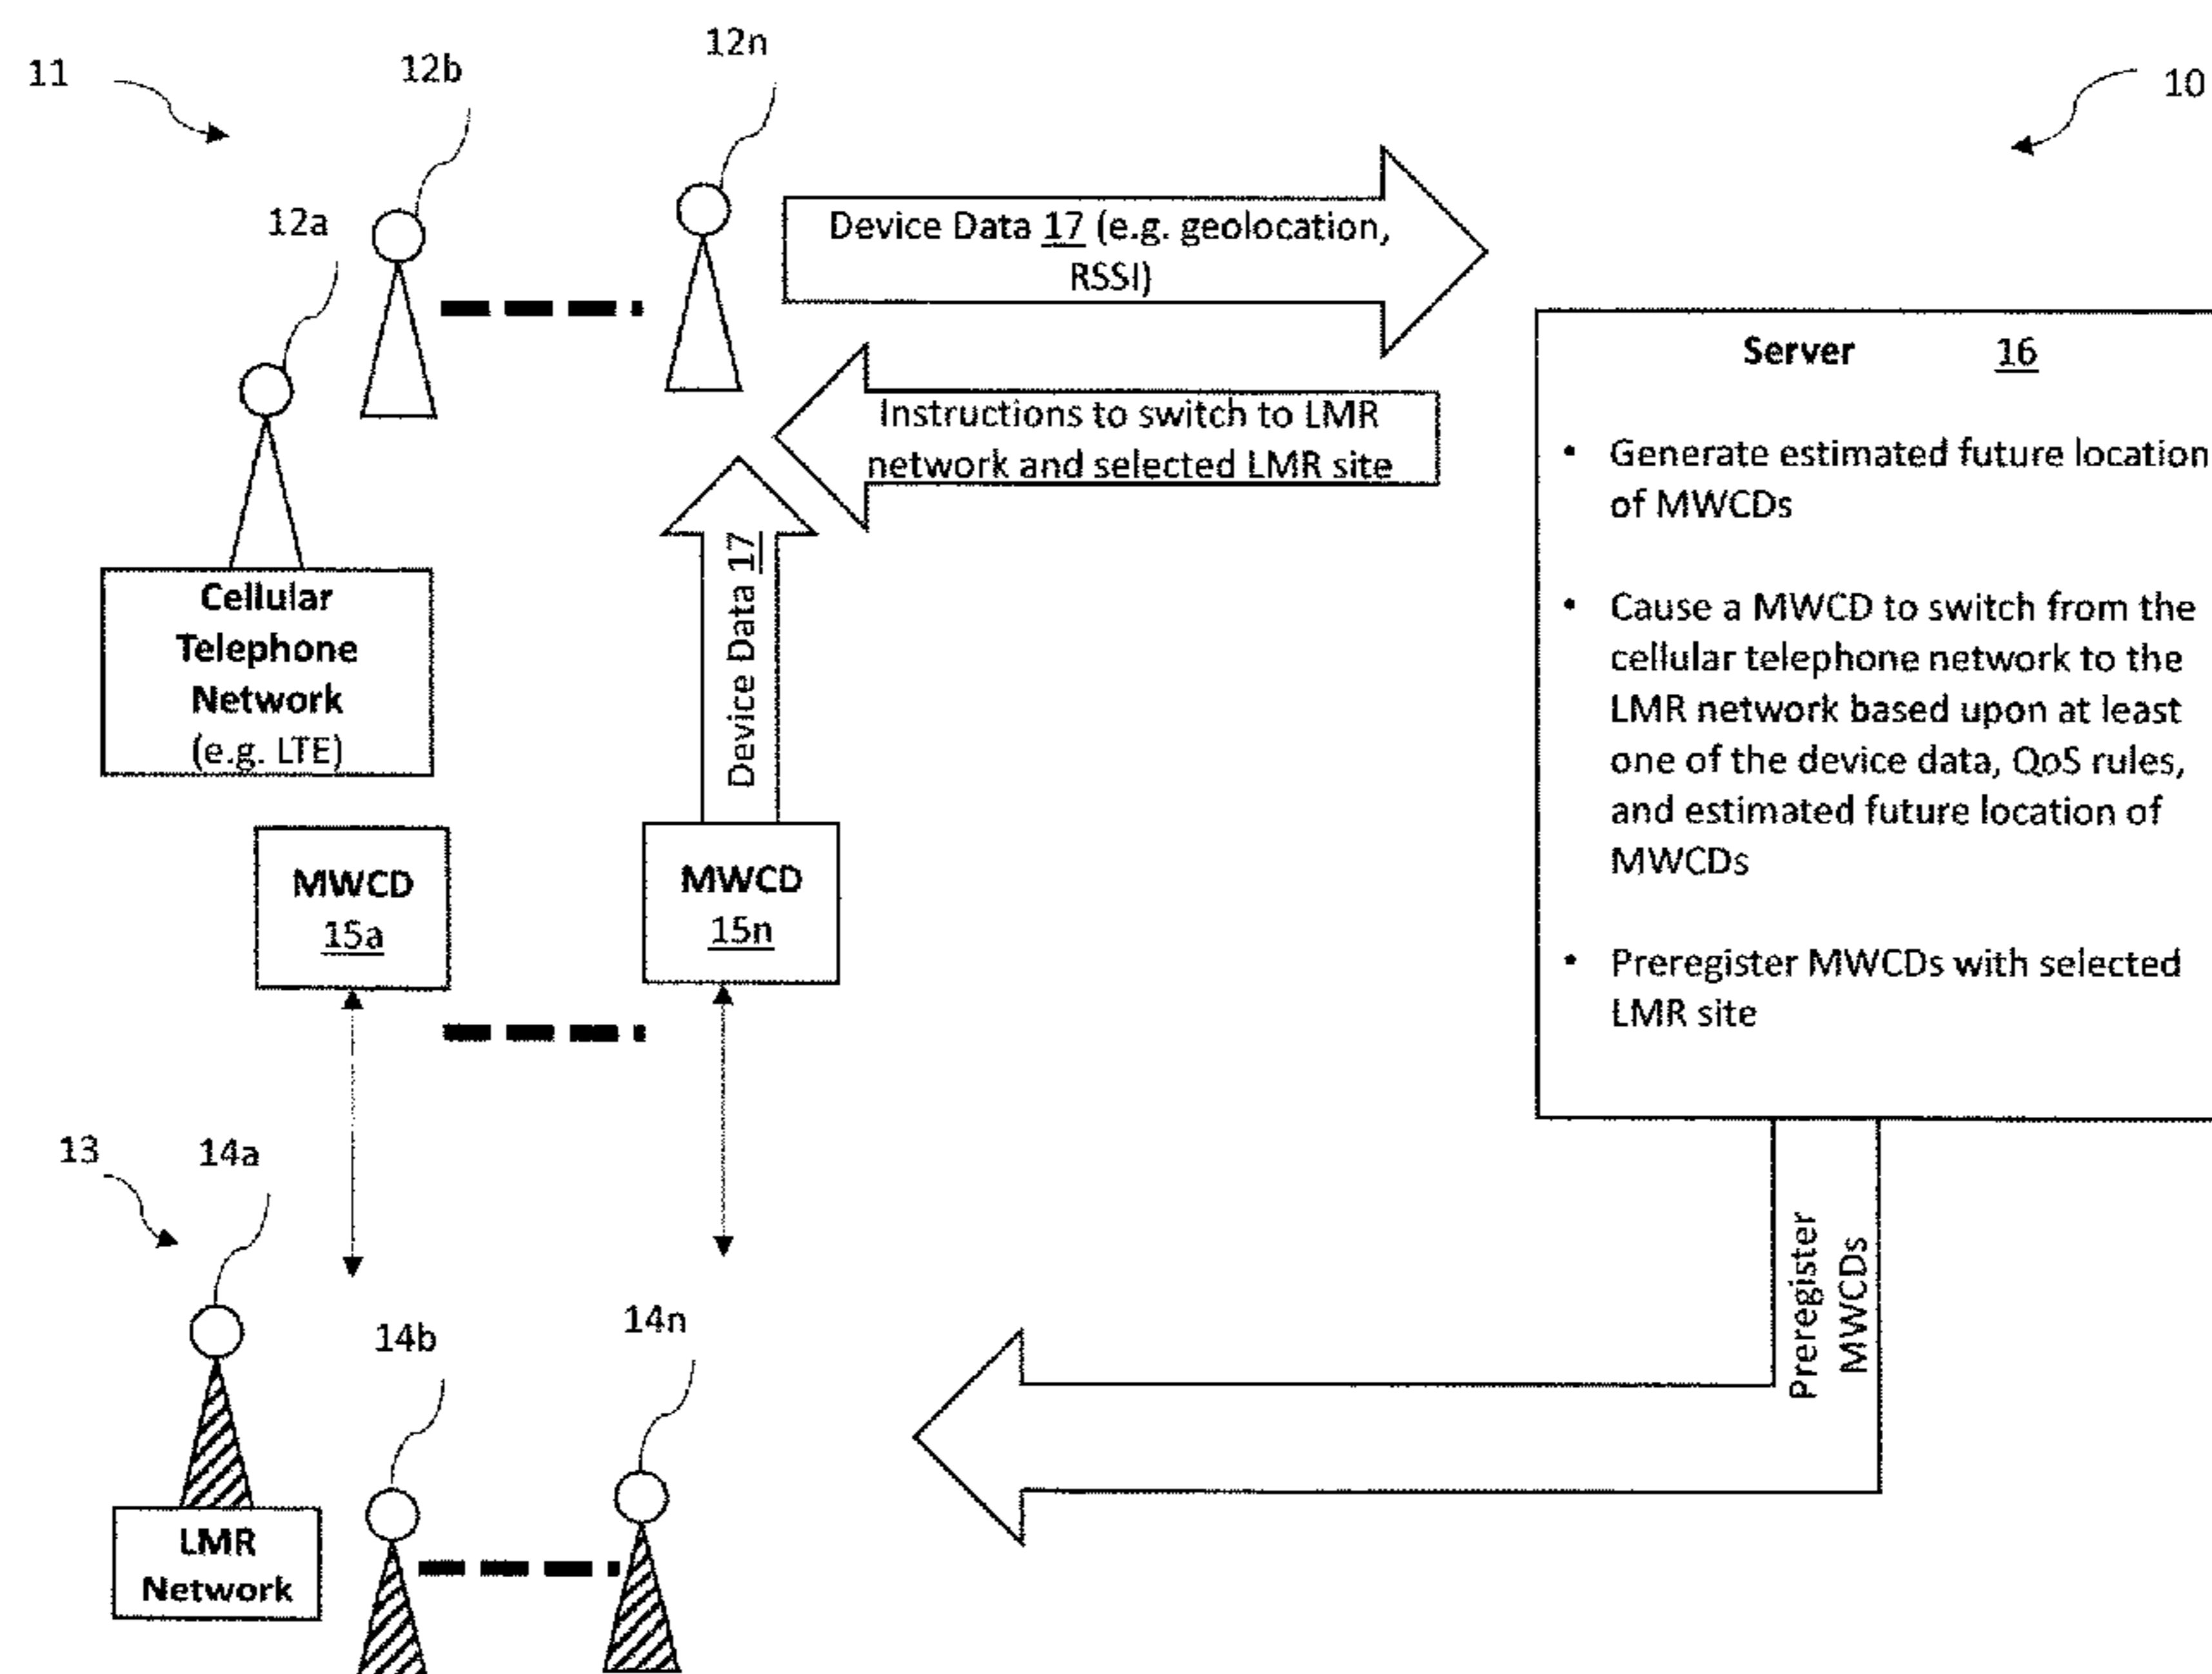 11
12b
12n
10
12a
Device Data 17 (e.g. geolocation,
RSSI)
Instructions to switch to LMR
network and selected LMR site
Server 16
• Generate estimated future location
of MWCDs
• Cause a MWCD to switch from the
cellular telephone network to the
LMR network based upon at least
one of the device data, QoS rules,
and estimated future location of
MWCDs
• Preregister MWCDs with selected
LMR site
Cellular
Telephone
Network
(e.g. LTE)
Device Data 17
MWCD
15a
MWCD
15n
13
14a
14b
14n
LMR
Network
Preregister
MWCDs